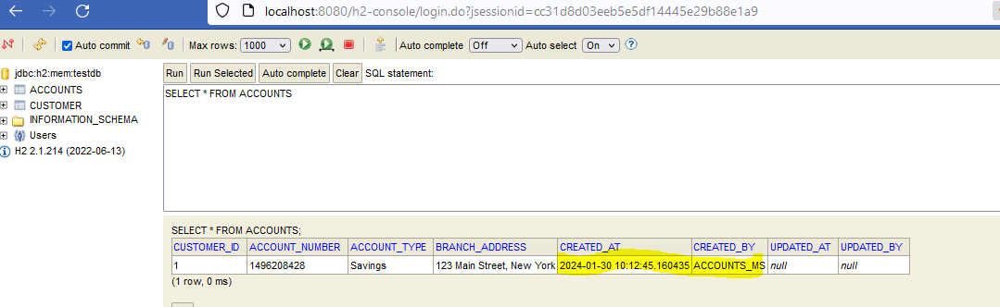 localhost:8080/h2-console/login.do?jsessionid=cc31d8d03eeb5e5df14445e29b88e1a9
Auto commit Max rows: 1000 Auto complete Off Auto select On ?
jdbc:h2:mem:testdb
ACCOUNTS
CUSTOMER
INFORMATION_SCHEMA
Users
H2 2.1.214 (2022-06-13)
Run Run Selected Auto complete Clear SQL statement:
SELECT * FROM ACCOUNTS
SELECT * FROM ACCOUNTS;
CUSTOMER_ID ACCOUNT_NUMBER ACCOUNT_TYPE BRANCH_ADDRESS CREATED_AT CREATED_BY UPDATED_AT UPDATED_BY
1 1496208428 Savings 123 Main Street, New York 2024-01-30 10:12:45.160435 ACCOUNTS_MS null null
(1 row, 0 ms)